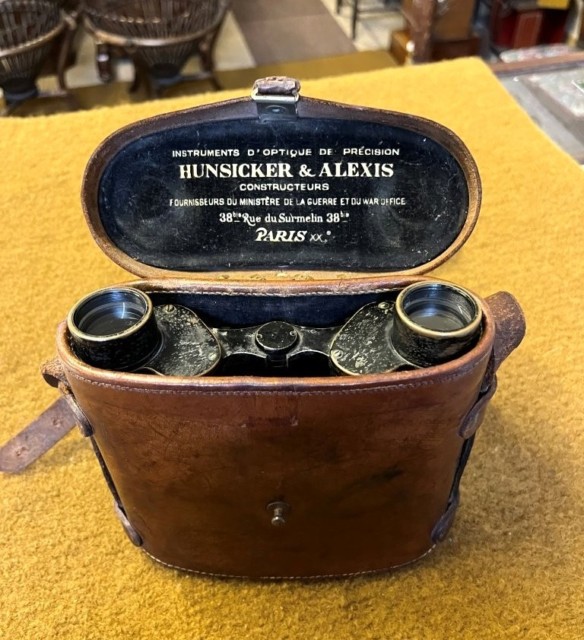 INSTRUMENTS D'OPTIQUE DE PRÉCISION
HUNSICKER & ALEXIS
CONSTRUCTEURS
FOURNISSEURS DU MINISTÈRE DE LA GUERRE ET DU WAR OFFICE
38bis Rue du Surmelin 38bis
PARIS XX.e